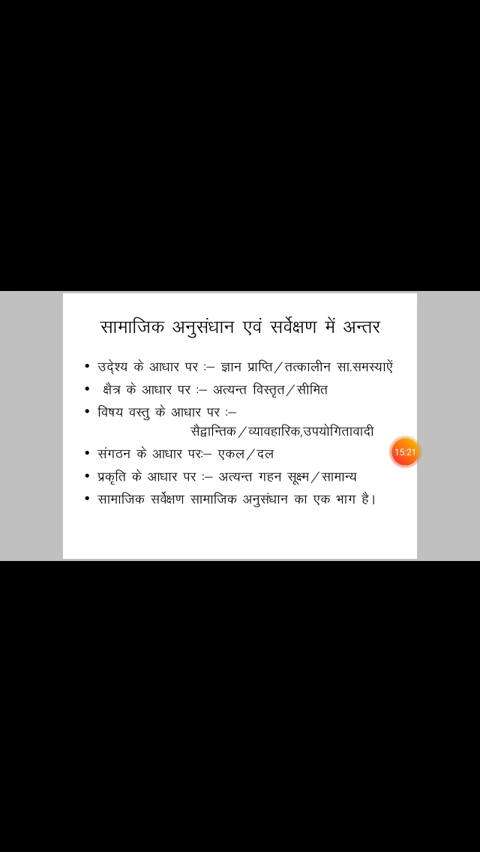 सामाजिक अनुसंधान एवं सर्वेक्षण में अन्तर
• उद्देश्य के आधार पर :– ज्ञान प्राप्ति/तत्कालीन सा.समस्याऐं
• क्षैत्र के आधार पर :– अत्यन्त विस्तृत/सीमित
• विषय वस्तु के आधार पर :–
सैद्वान्तिक/व्यावहारिक,उपयोगितावादी
• संगठन के आधार परः– एकल/दल
15:21
• प्रकृति के आधार पर :– अत्यन्त गहन सूक्ष्म/सामान्य
• सामाजिक सर्वेक्षण सामाजिक अनुसंधान का एक भाग है।